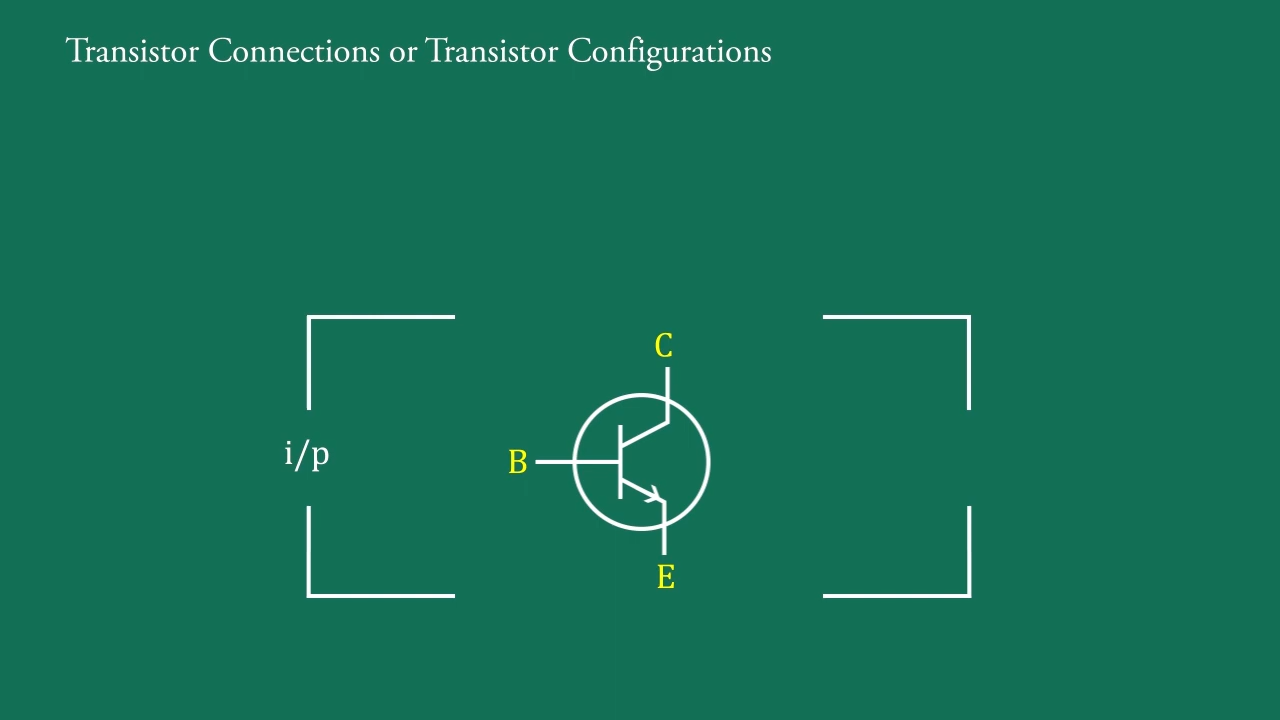 Transistor Connections or Transistor Configurations
C
i/p
B
E